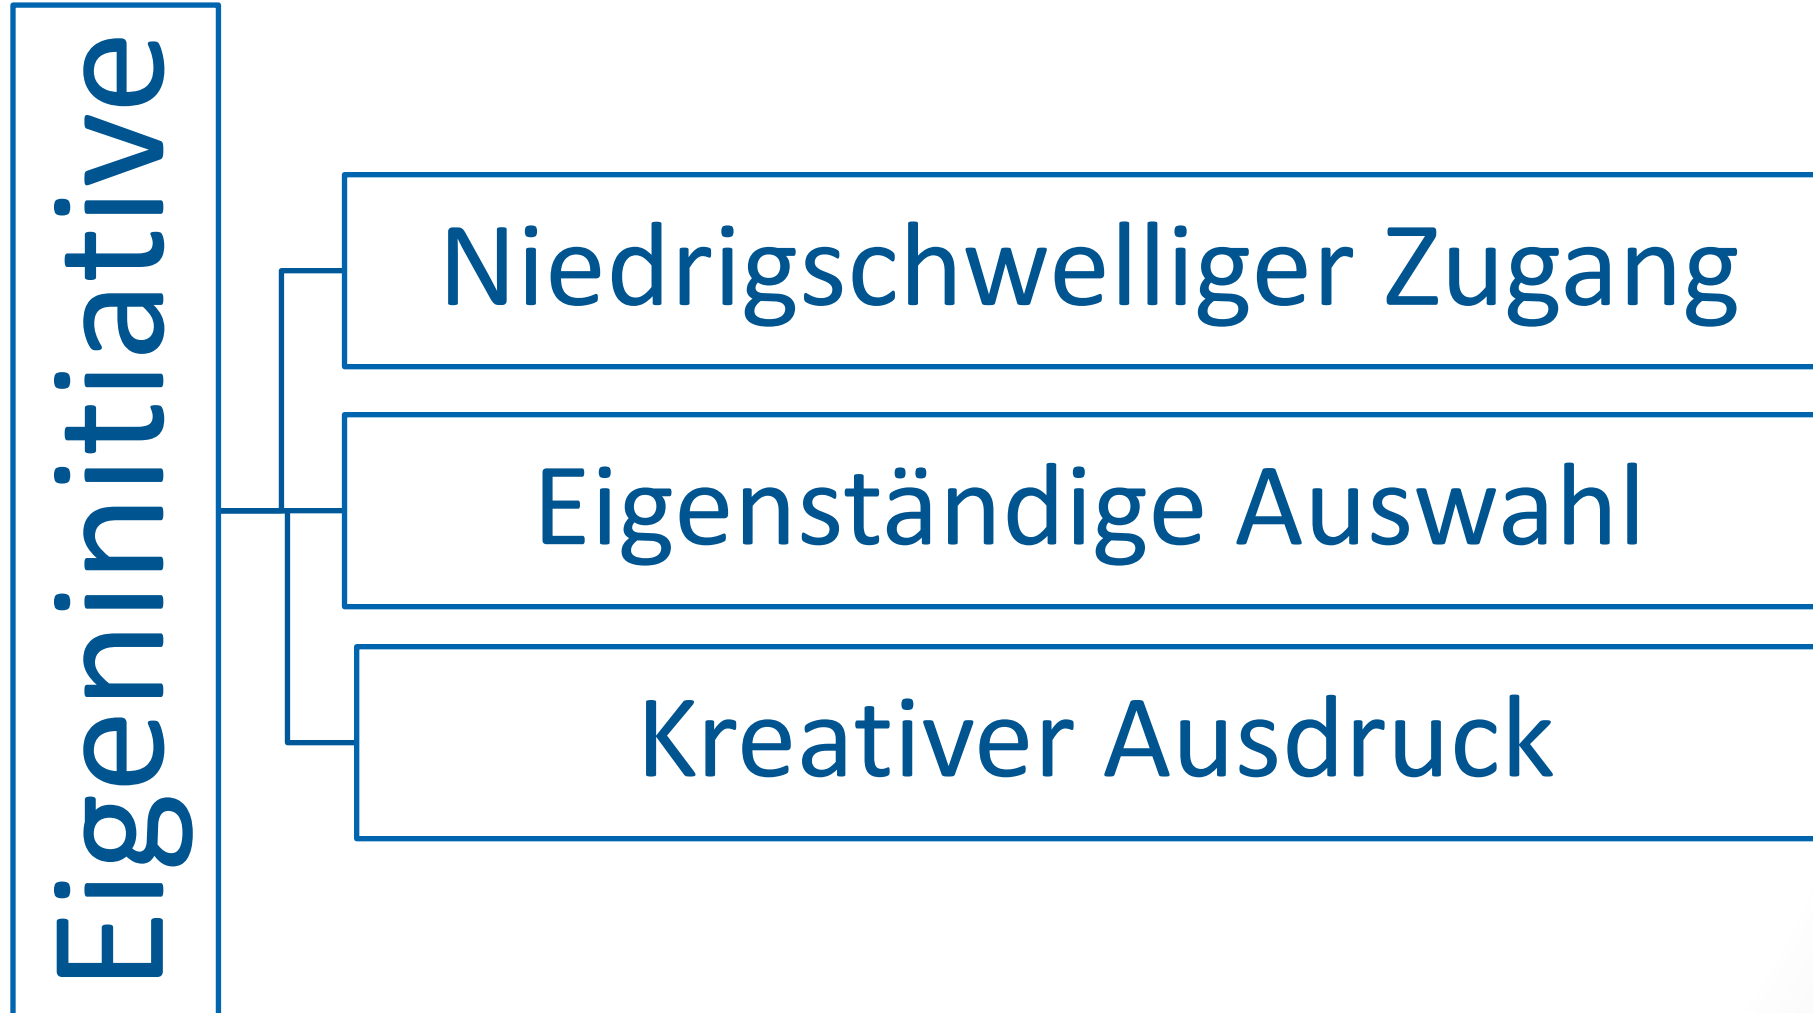 Eigeninitiative
Niedrigschwelliger Zugang
Eigenständige Auswahl
Kreativer Ausdruck